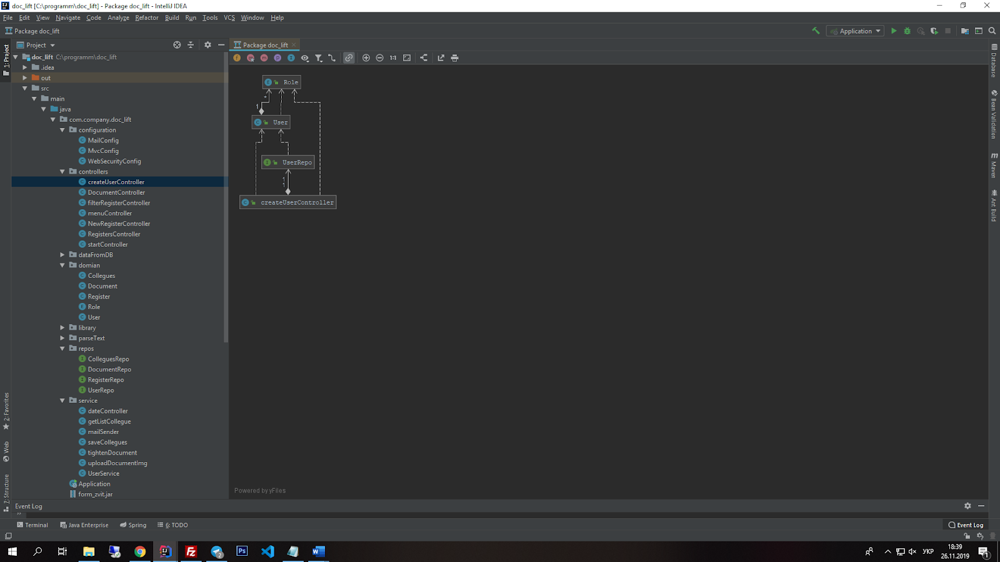 doc_lift [C:\programm\doc_lift] - Package doc_lift - IntelliJ IDEA
File Edit View Navigate Code Analyze Refactor Build Run Tools VCS Window Help
Package doc_lift
Application
Project
Package doc_lift
1: Project
doc_lift C:\programm\doc_lift
.idea
out
src
main
java
com.company.doc_lift
configuration
MailConfig
MvcConfig
WebSecurityConfig
controllers
createUserController
DocumentController
filterRegisterController
menuController
NewRegisterController
RegistersController
startController
dataFromDB
domian
Collegues
Document
Register
Role
User
library
parseText
repos
ColleguesRepo
DocumentRepo
RegisterRepo
UserRepo
service
dateController
getListCollegue
mailSender
saveCollegues
tightenDocument
uploadDocumentImg
UserService
Application
form_zvit.jar
2: Favorites
Web
7: Structure
1:1
Role
*
1
User
UserRepo
1
1
createUserController
Powered by yFiles
Database
Bean Validation
Maven
Ant Build
Event Log
Terminal Java Enterprise Spring 6: TODO
Event Log
УКР
18:39
26.11.2019